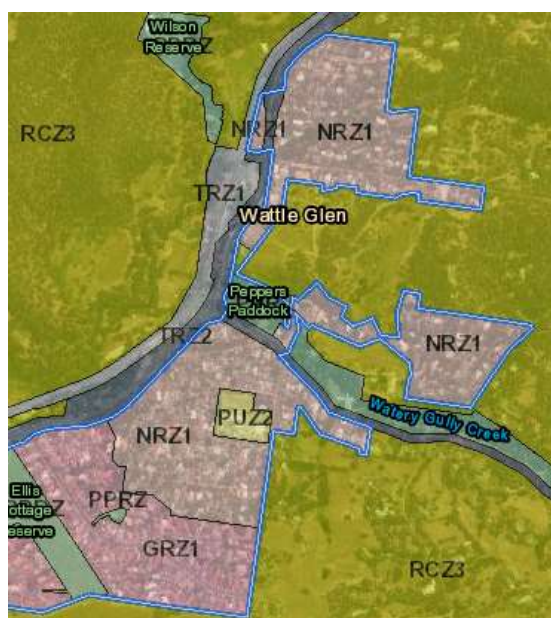 Wilson
Reserve
RCZ3
NRZ1
NRZ1
TRZ1
Wattle Glen
Peppers
Paddock
TRZ2
NRZ1
Watery Gully Creek
PUZ2
NRZ1
Ellis
ottage
eserve
PPRZ
GRZ1
RCZ3